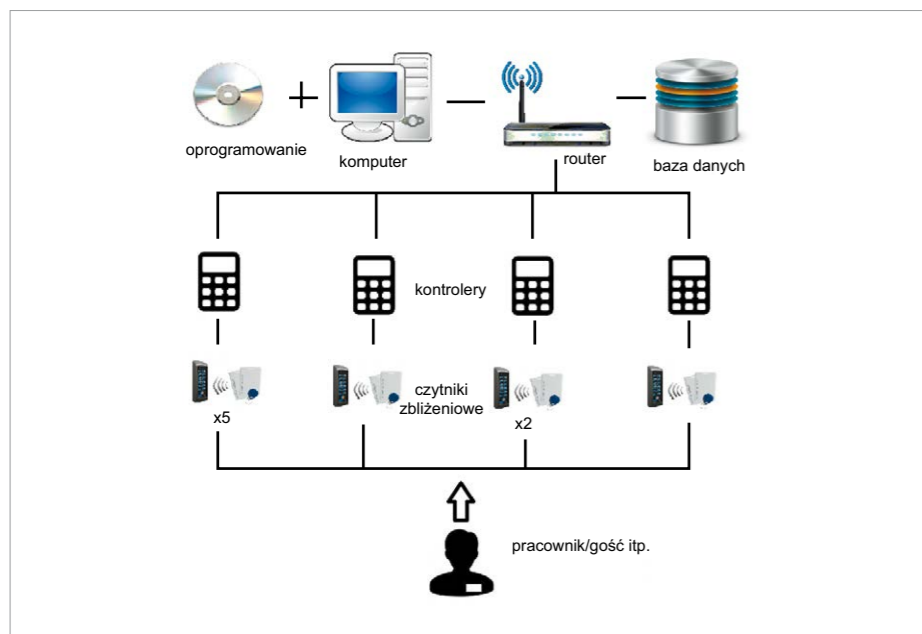 oprogramowanie
komputer
router
baza danych
kontrolery
czytniki
zbliżeniowe
x5
x2
pracownik/gość itp.